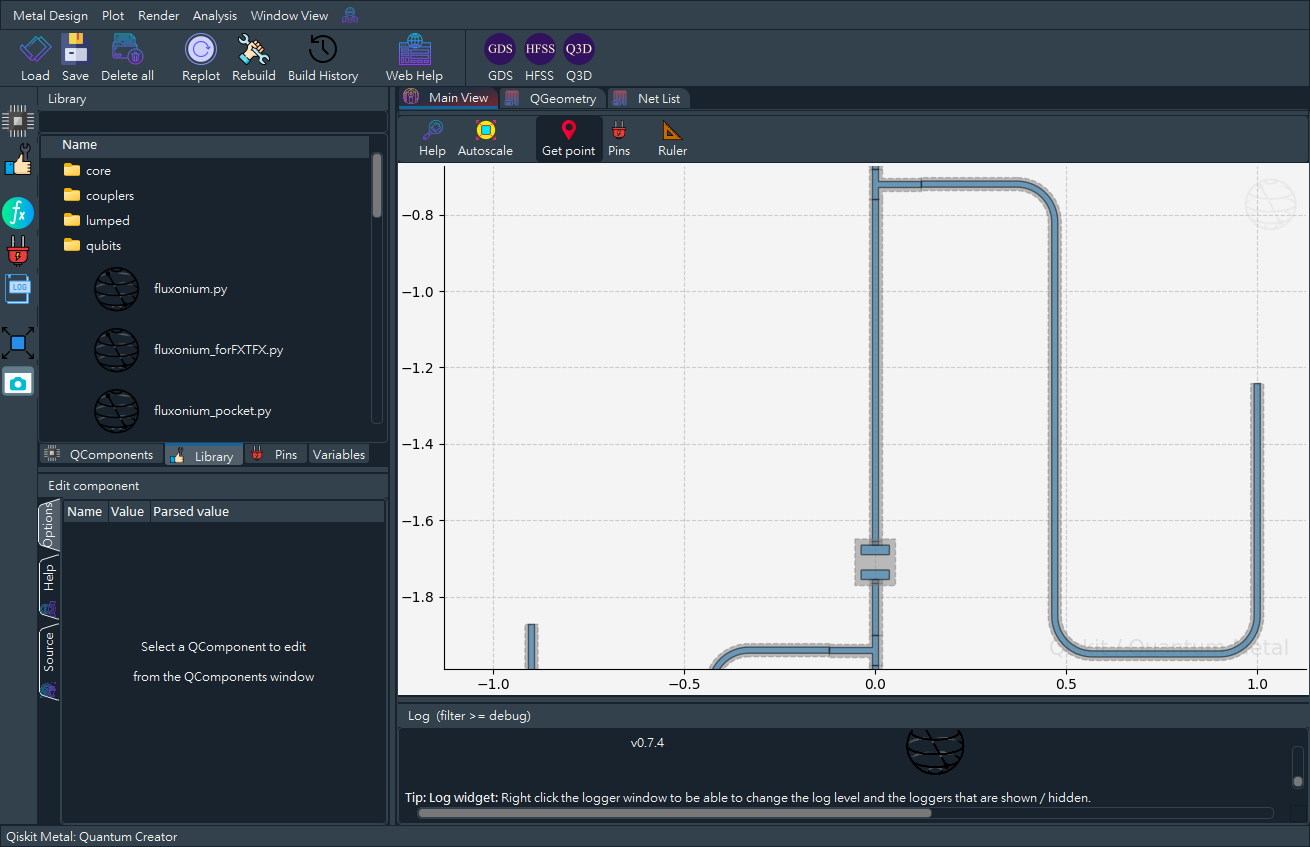 Metal Design Plot Render Analysis Window View
Load Save Delete all Replot Rebuild Build History Web Help GDS HFSS Q3D
GDS HFSS Q3D
Library
Name
core
couplers
lumped
qubits
fluxonium.py
fluxonium_forFXTFX.py
fluxonium_pocket.py
LOG
QComponents Library Pins Variables
Edit component
Options
Help
Source
Name Value Parsed value
Select a QComponent to edit
from the QComponents window
Main View QGeometry Net List
Help Autoscale Get point Pins Ruler
−0.8
−1.0
−1.2
−1.4
−1.6
−1.8
Qiskit / Quantum Metal
−1.0 −0.5 0.0 0.5 1.0
Log (filter >= debug)
v0.7.4
Tip: Log widget: Right click the logger window to be able to change the log level and the loggers that are shown / hidden.
Qiskit Metal: Quantum Creator